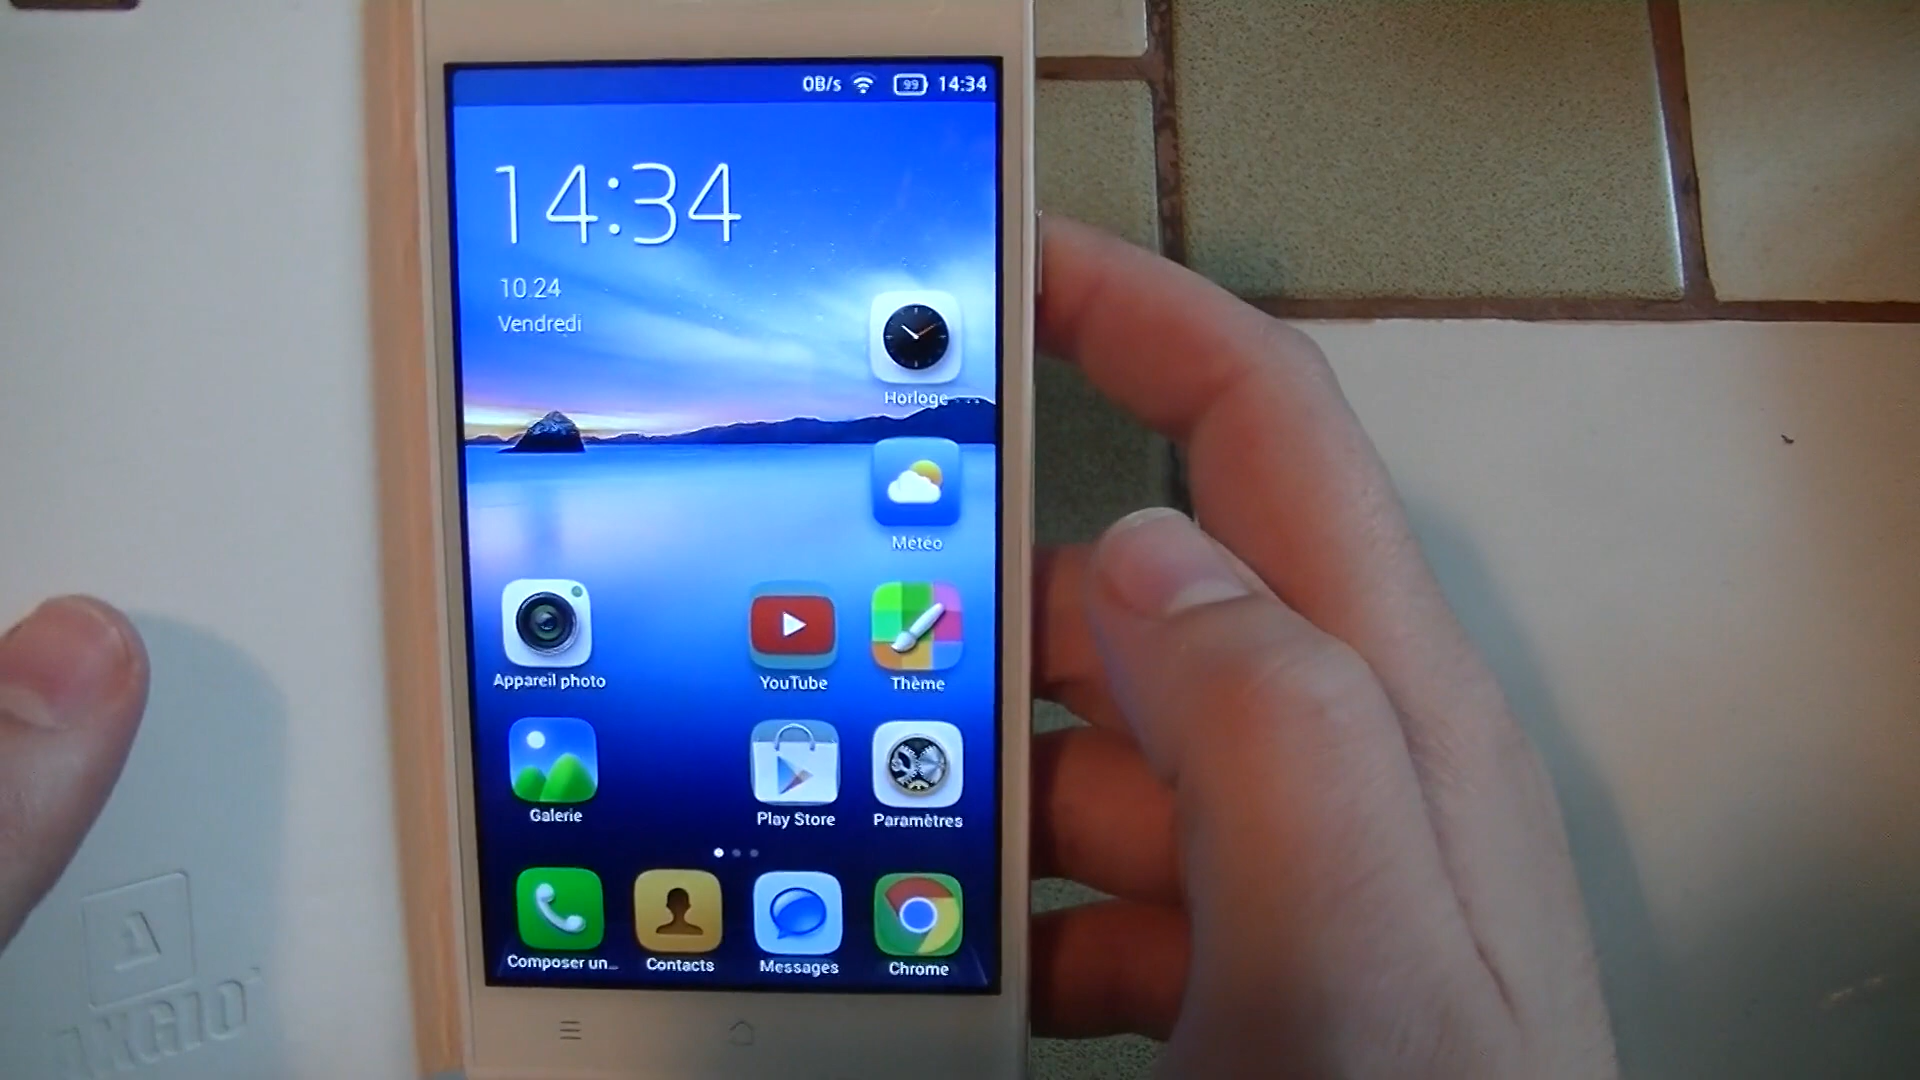 0B/s 99 14:34
14:34
10.24
Vendredi
Horloge
Météo
Appareil photo
YouTube
Thème
Galerie
Play Store
Paramètres
Composer un...
Contacts
Messages
Chrome